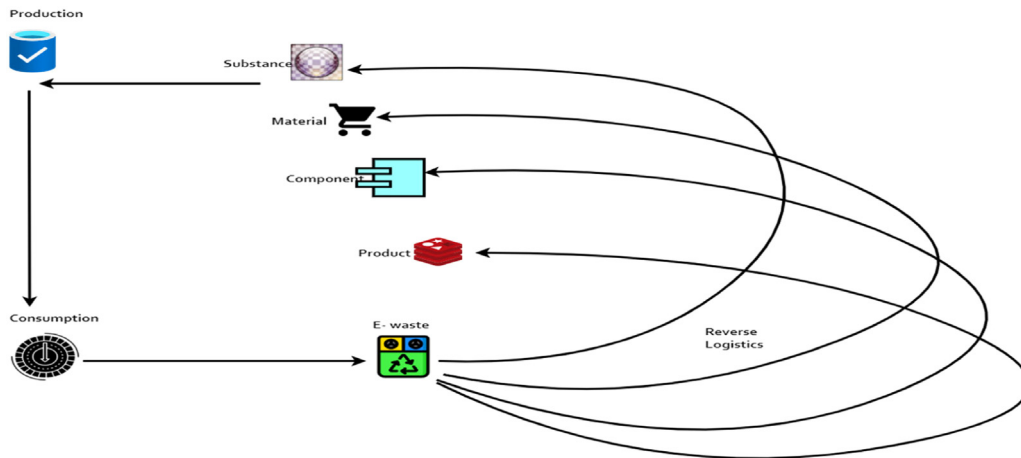 Production
Substance
Material
Component
Product
Consumption
E- waste
Reverse
Logistics